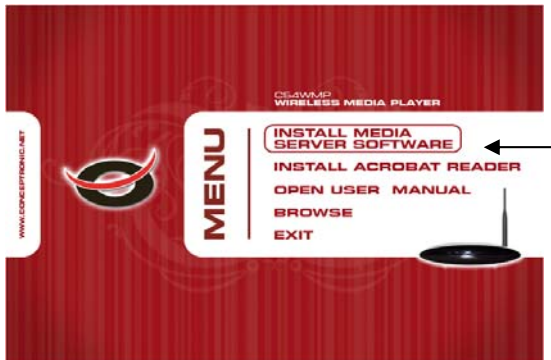 C54WMP
WIRELESS MEDIA PLAYER
WWW.CONCEPTRONIC.NET
MENU
INSTALL MEDIA
SERVER SOFTWARE
INSTALL ACROBAT READER
OPEN USER MANUAL
BROWSE
EXIT